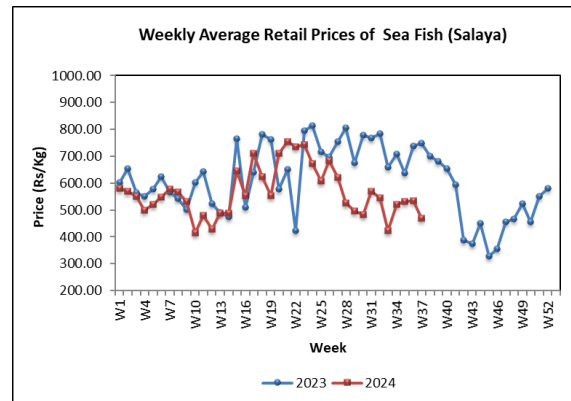 Weekly Average Retail Prices of Sea Fish (Salaya)
Price (Rs/Kg)
1000.00
900.00
800.00
700.00
600.00
500.00
400.00
300.00
200.00
W1
W4
W7
W10
W13
W16
W19
W22
W25
W28
W31
W34
W37
W40
W43
W46
W49
W52
Week
2023
2024